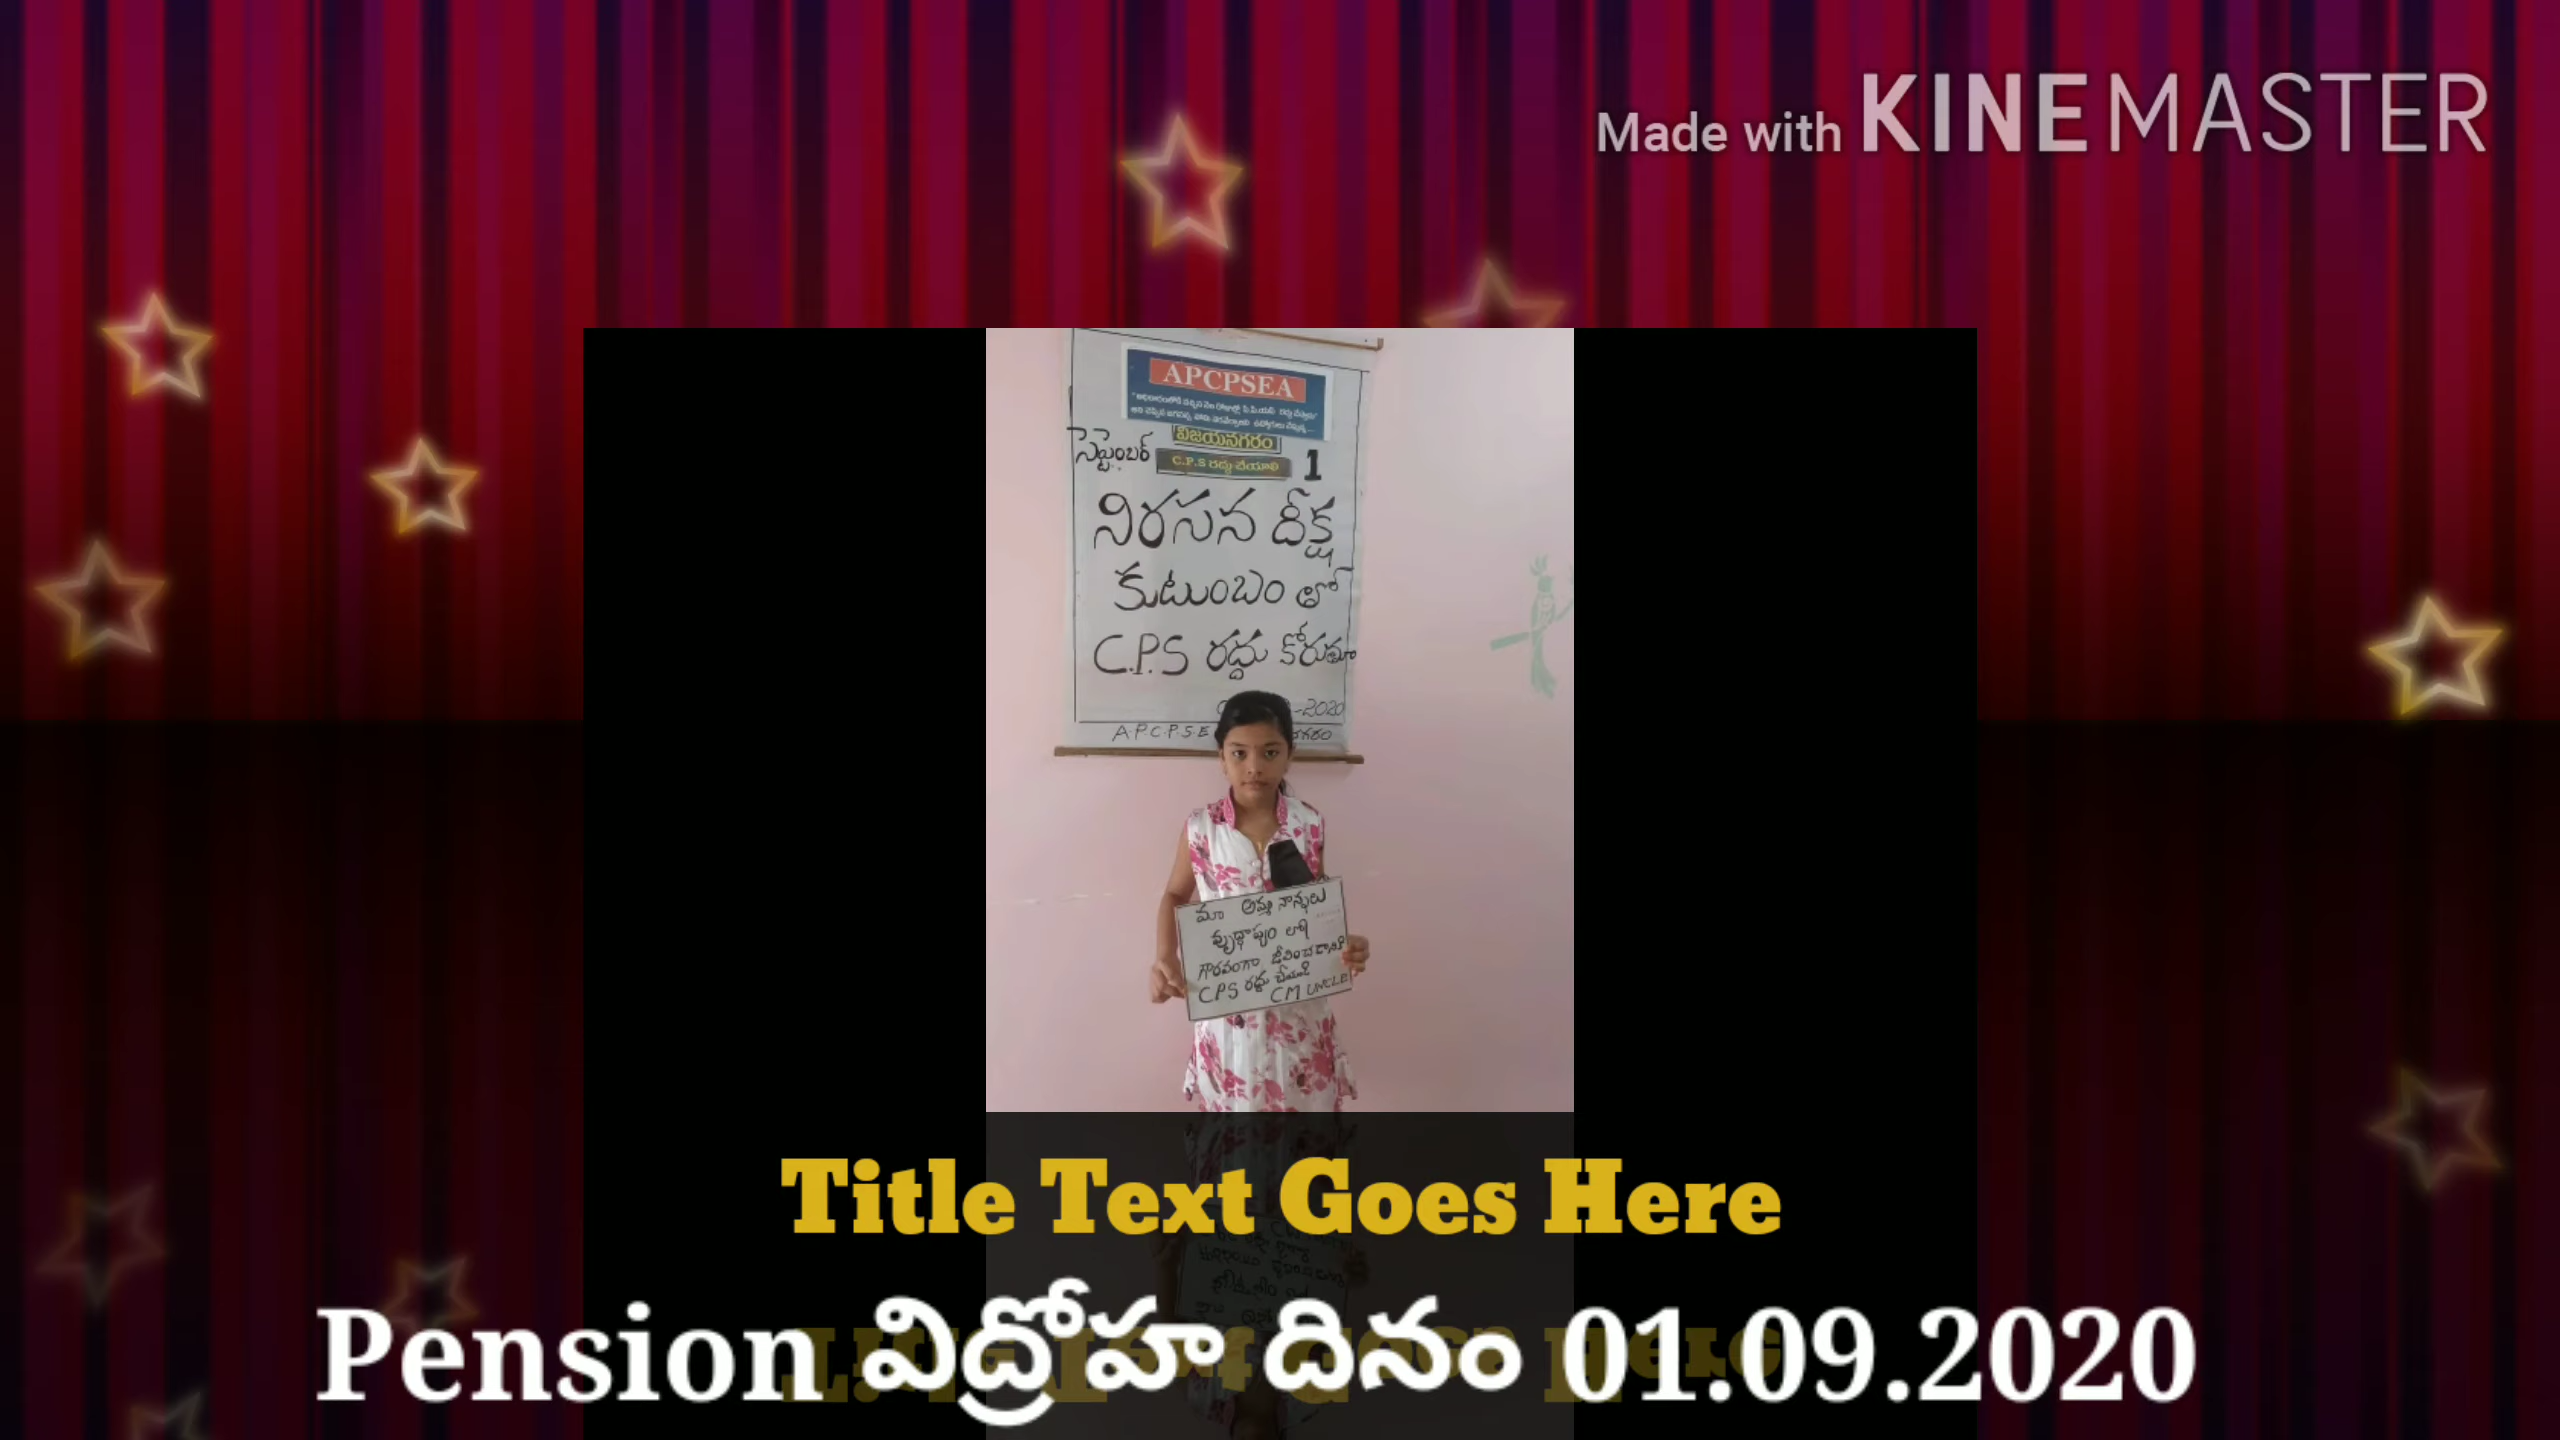 Made with KINEMASTER
APCPSEA
విజయనగరం
సెప్టెంబర్ C.P.S రద్దు చేయాలి 1
నిరసన దీక్ష
కుటుంబం తో
C.P.S రద్దు కోరుతూ
-2020
A.P.C.P.S.E
మా అమ్మ నాన్నలు
వృద్ధాప్యం లో
గౌరవంగా జీవించడానికి
CPS రద్దు చేయండి
CM UNCLE
Title Text Goes Here
Pension విద్రోహ దినం 01.09.2020